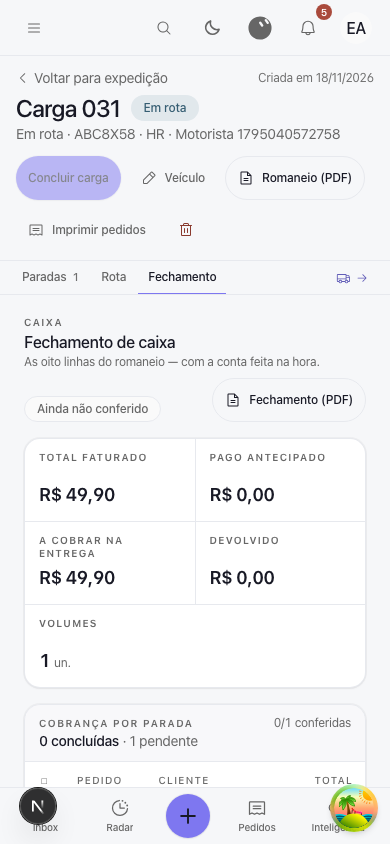 5
EA
Voltar para expedição
Criada em 18/11/2026
Carga 031
Em rota
Em rota · ABC8X58 · HR · Motorista 1795040572758
Concluir carga
Veículo
Romaneio (PDF)
Imprimir pedidos
Paradas 1
Rota
Fechamento
CAIXA
Fechamento de caixa
As oito linhas do romaneio — com a conta feita na hora.
Ainda não conferido
Fechamento (PDF)
TOTAL FATURADO
PAGO ANTECIPADO
R$ 49,90
R$ 0,00
A COBRAR NA
ENTREGA
DEVOLVIDO
R$ 49,90
R$ 0,00
VOLUMES
1 un.
COBRANÇA POR PARADA
0/1 conferidas
0 concluídas · 1 pendente
PEDIDO
CLIENTE
TOTAL
N
Inbox
Radar
Pedidos